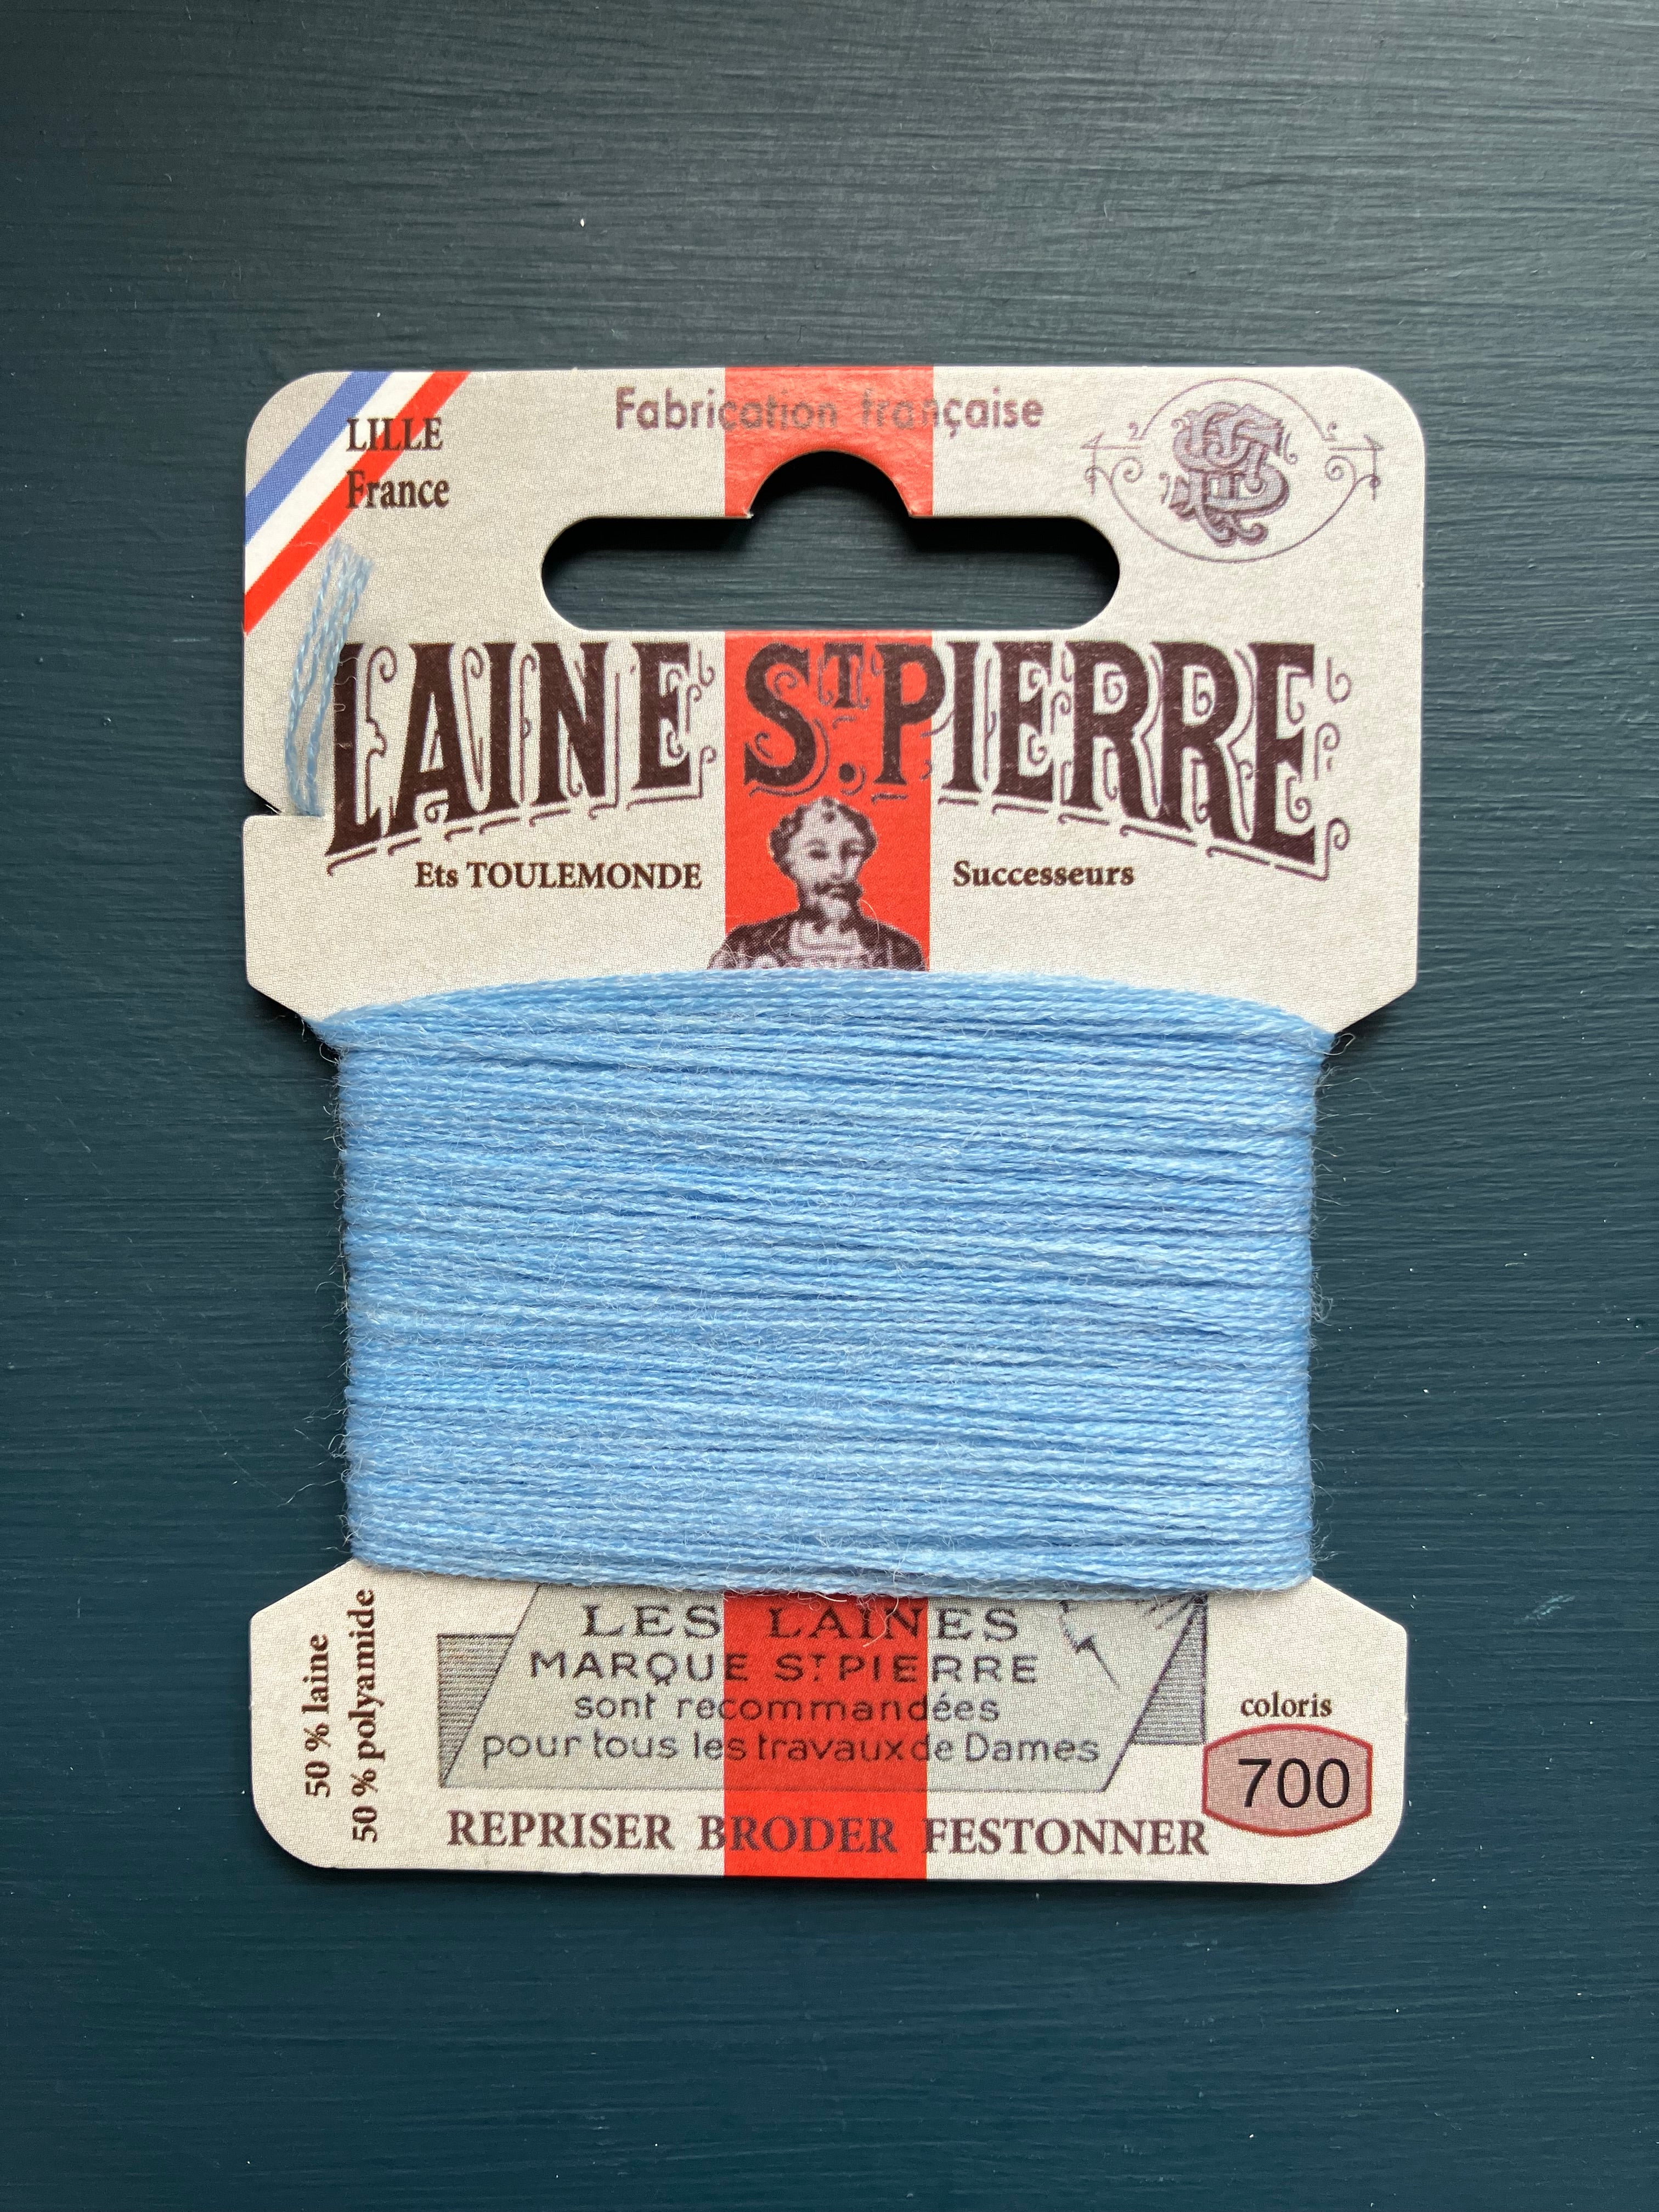 Fabrication française
LILLE
France
LAINE ST. PIERRE
Ets TOULEMONDE Successeurs
LES LAINES
MARQUE ST PIERRE
sont recommandées
pour tous les travaux de Dames
50 % laine
50 % polyamide
coloris
700
REPRISER BRODER FESTONNER